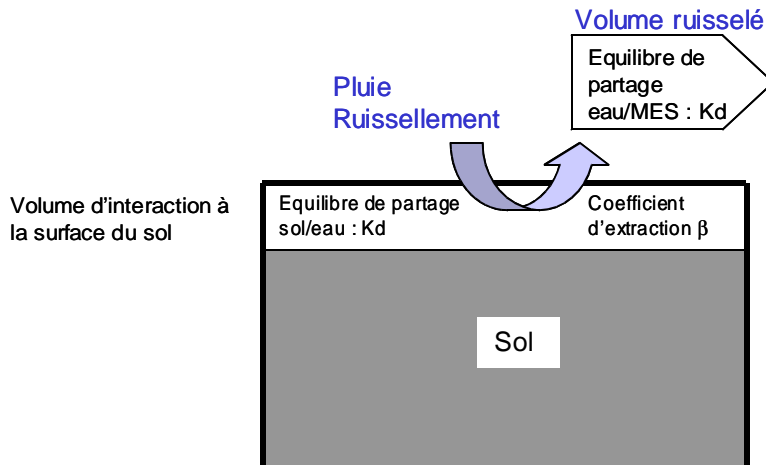 Volume ruisselé
Equilibre de
partage
eau/MES : Kd
Pluie
Ruissellement
Volume d'interaction à
la surface du sol
Equilibre de partage
sol/eau : Kd
Coefficient
d'extraction β
Sol